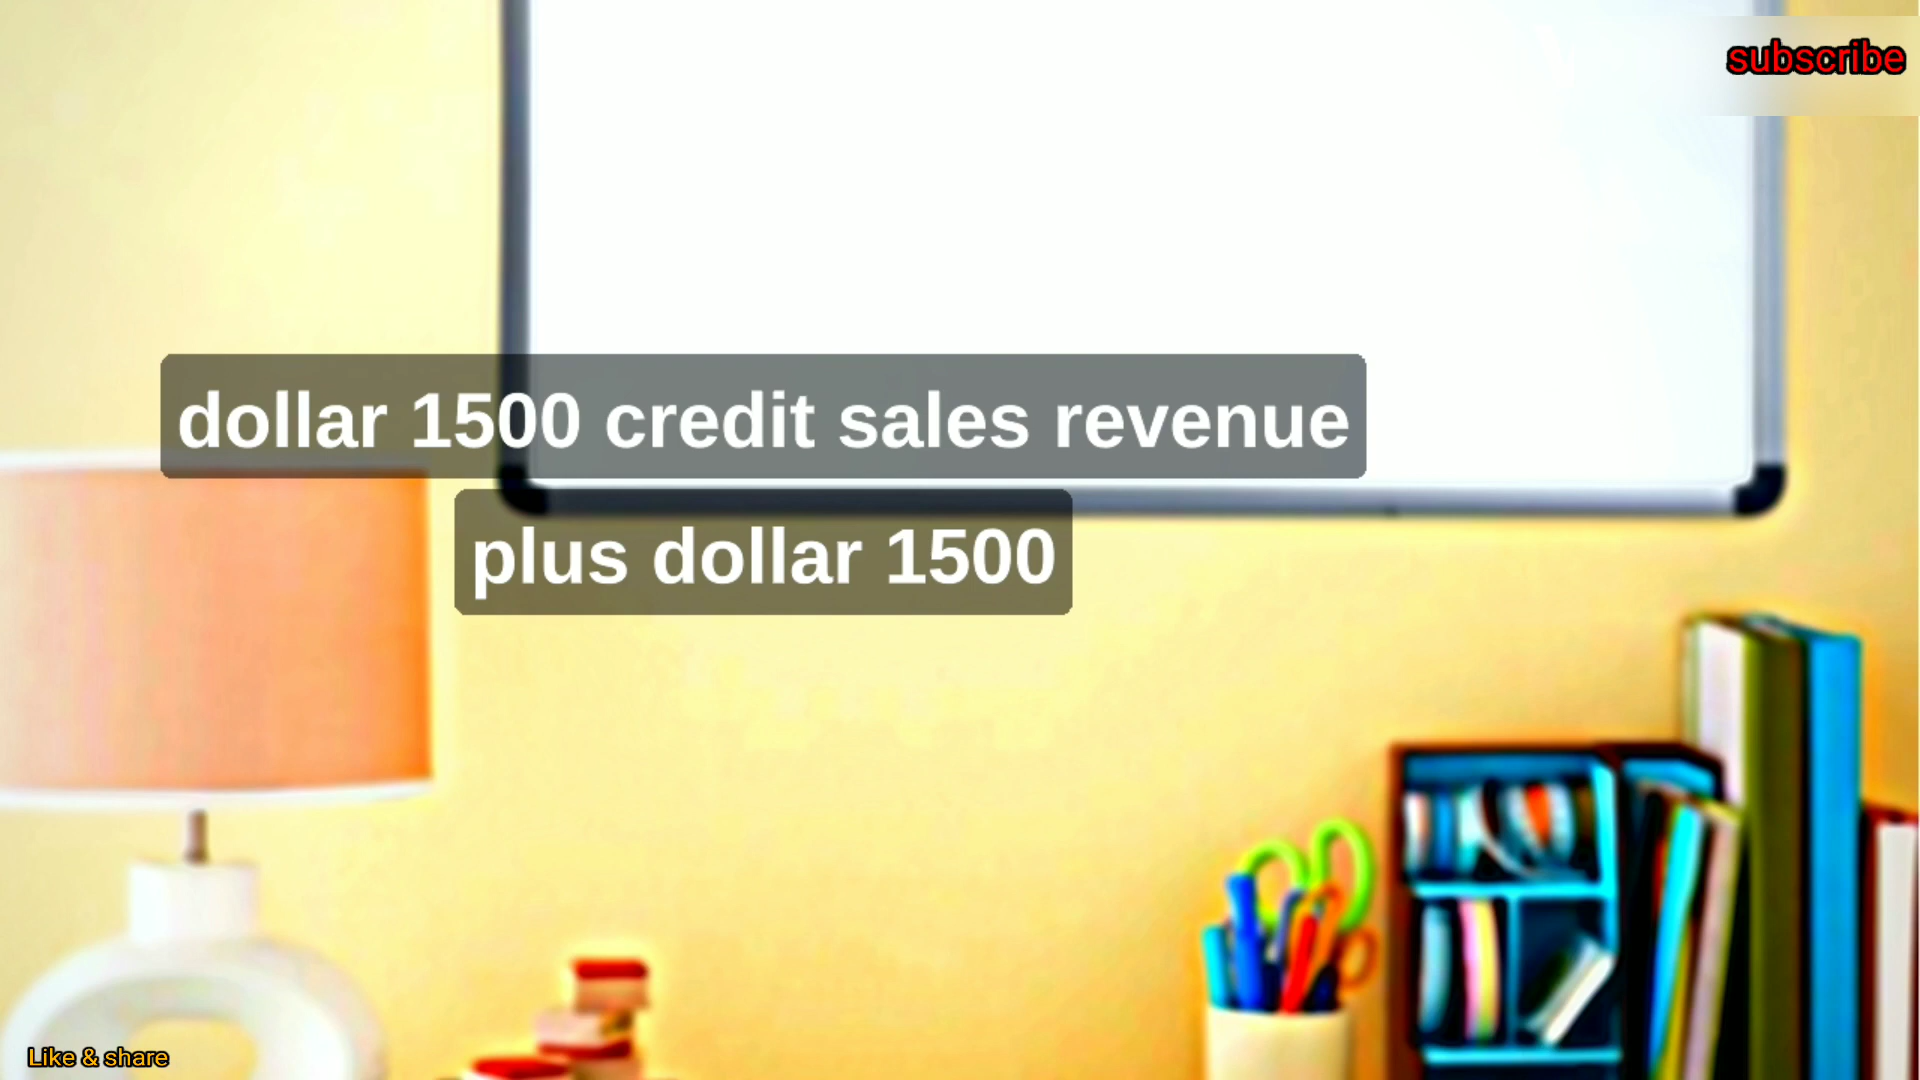 subscribe
dollar 1500 credit sales revenue
plus dollar 1500
Like & share